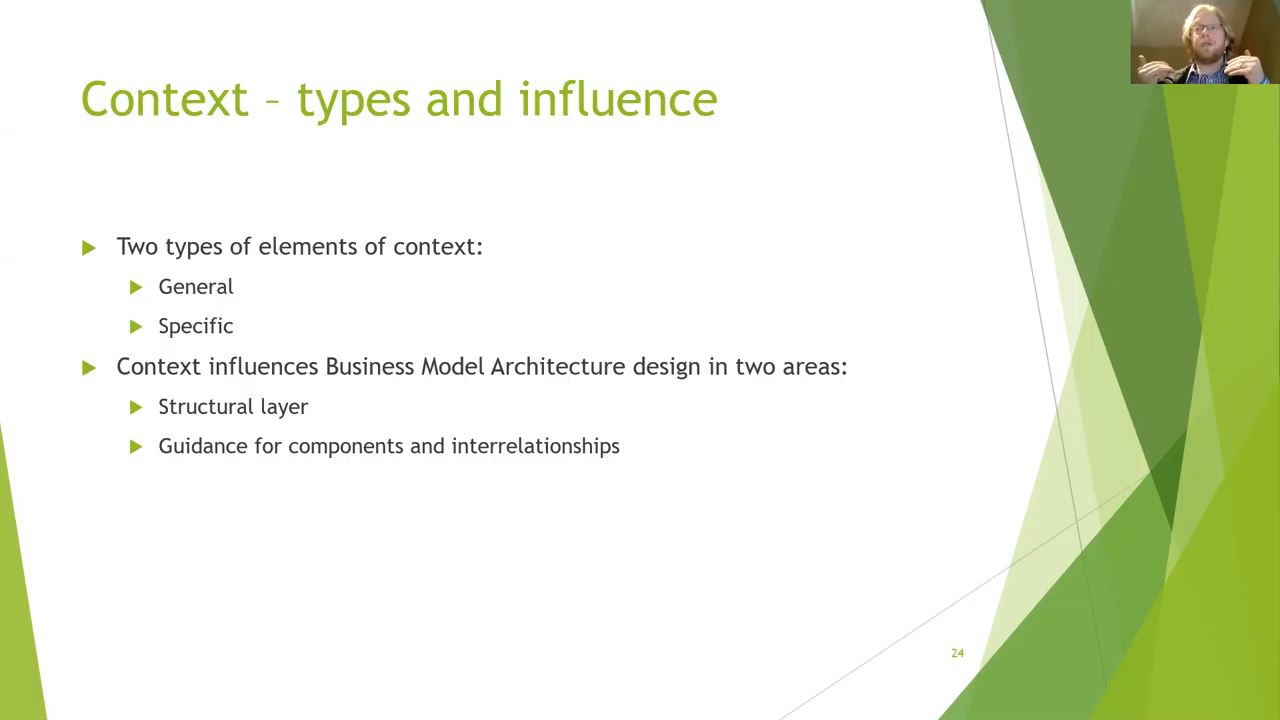 Context – types and influence
Two types of elements of context:
General
Specific
Context influences Business Model Architecture design in two areas:
Structural layer
Guidance for components and interrelationships
24